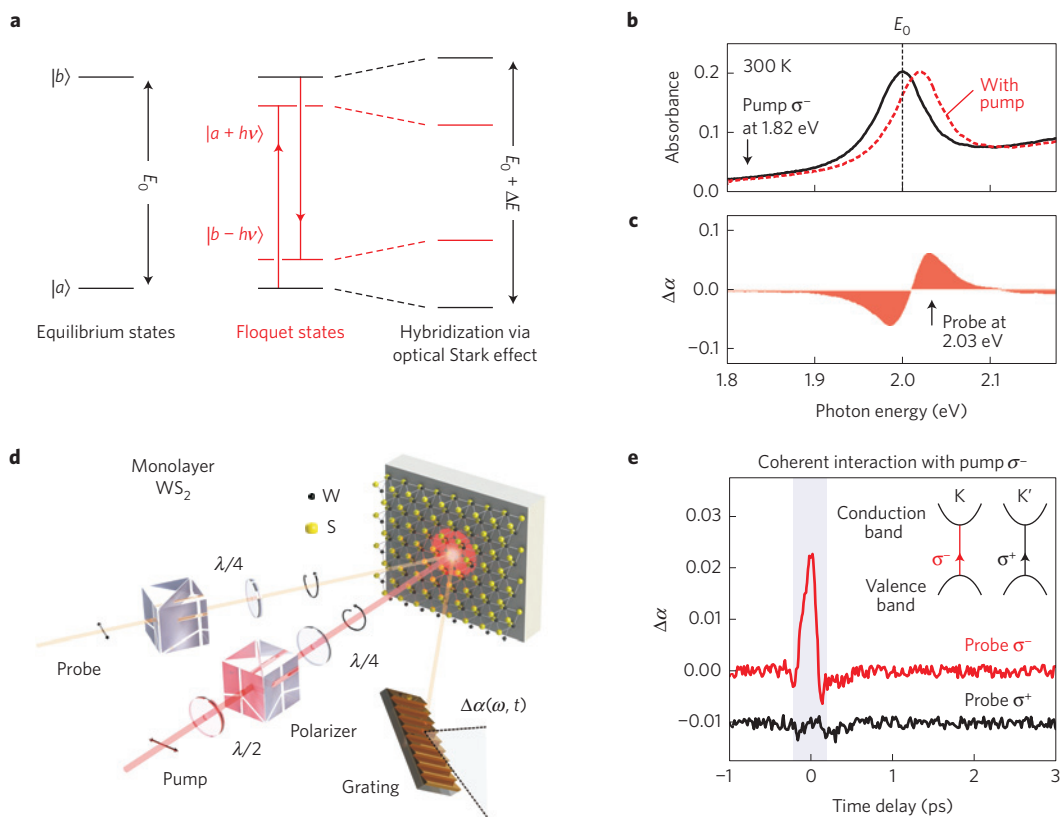 a
|b⟩
|a⟩
E₀
Equilibrium states
|a + hν⟩
|b − hν⟩
Floquet states
E₀ + ΔE
Hybridization via
optical Stark effect
b
E₀
300 K
Pump σ⁻
at 1.82 eV
With
pump
Absorbance
0.2
0.1
0.0
c
Δα
0.1
0.0
−0.1
Probe at
2.03 eV
1.8
1.9
2.0
2.1
Photon energy (eV)
d
Monolayer
WS₂
W
S
λ/4
Probe
λ/4
Polarizer
λ/2
Pump
Grating
Δα(ω, t)
e
Coherent interaction with pump σ⁻
K
K′
Conduction
band
σ⁻
σ⁺
Valence
band
Δα
0.03
0.02
0.01
0.00
−0.01
Probe σ⁻
Probe σ⁺
−1
0
1
2
3
Time delay (ps)